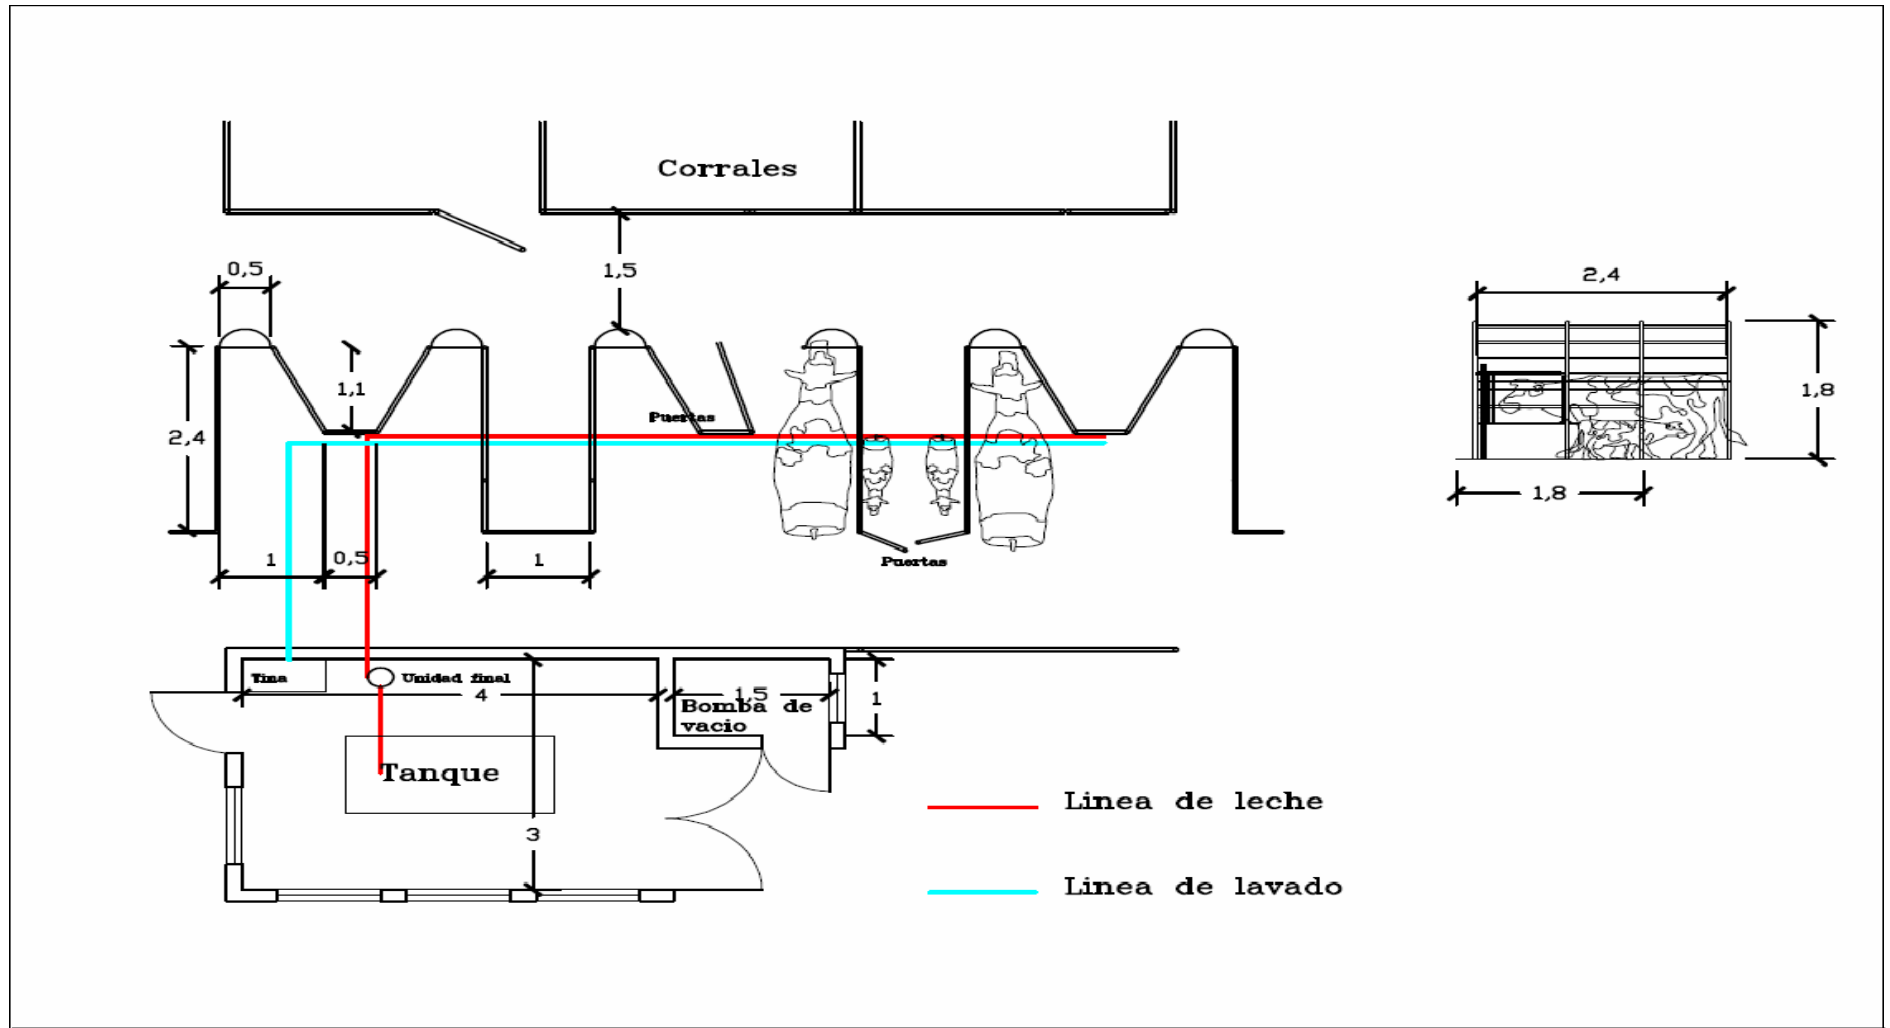 Corrales
0,5
1,5
2,4
1,1
1,8
2,4
Puertas
1,8
1
0,5
1
Puertas
Tina
Unidad final
4
1,5
1
Bomba de
vacio
Tanque
3
Linea de leche
Linea de lavado